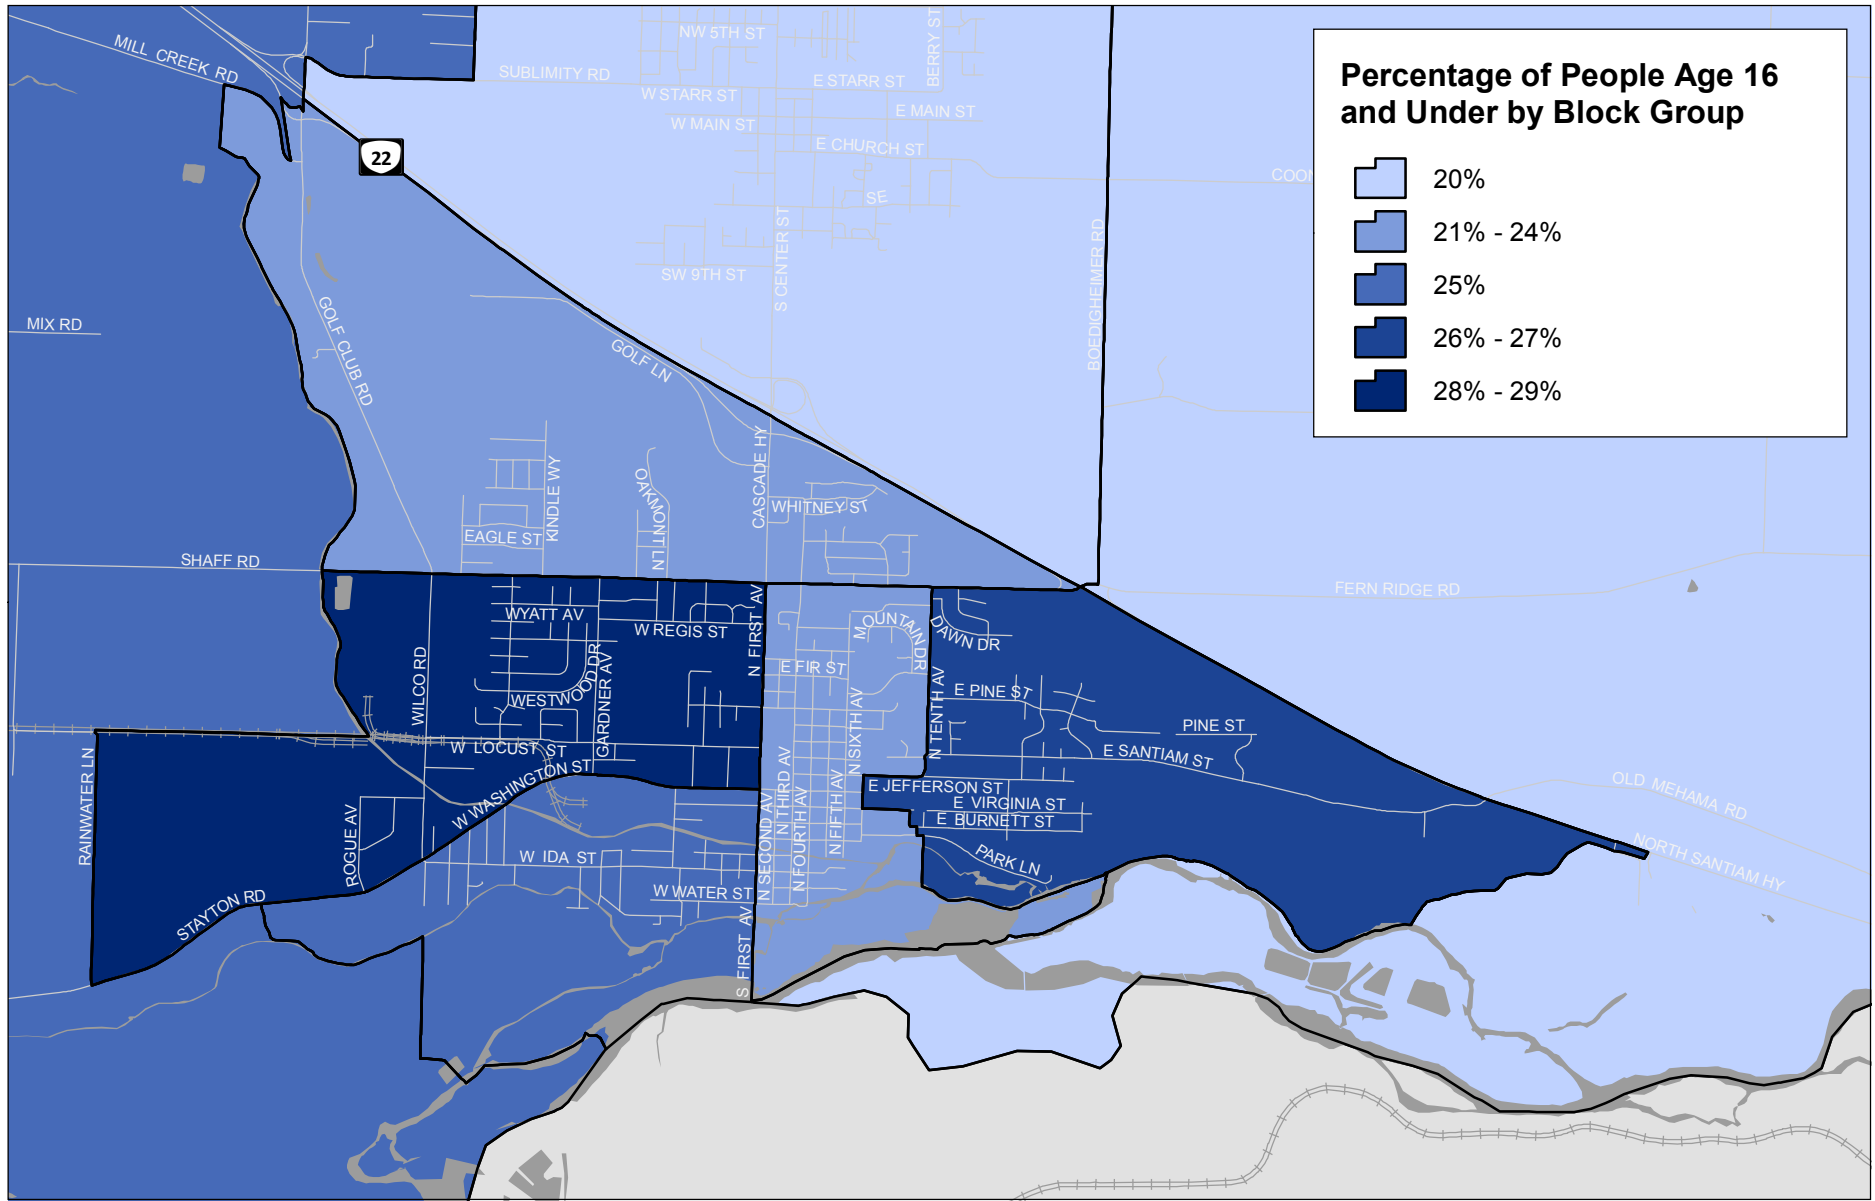 Percentage of People Age 16
and Under by Block Group
20%
21% - 24%
25%
26% - 27%
28% - 29%
NW 5TH ST
BERRY ST
MILL CREEK RD
SUBLIMITY RD
E STARR ST
W STARR ST
E MAIN ST
W MAIN ST
E CHURCH ST
22
COON
SE
S CENTER ST
SW 9TH ST
BOEDIGHEIMER RD
MIX RD
GOLF CLUB RD
GOLF LN
CASCADE HY
KINDLE WY
OAKMONT LN
WHITNEY ST
EAGLE ST
SHAFF RD
FERN RIDGE RD
WYATT AV
W REGIS ST
N FIRST AV
MOUNTAIN DR
DAWN DR
WILCO RD
WESTWOOD DR
GARDNER AV
E FIR ST
N SIXTH AV
N TENTH AV
E PINE ST
PINE ST
E SANTIAM ST
W LOCUST ST
W WASHINGTON ST
RAINWATER LN
ROGUE AV
N SECOND AV
N THIRD AV
N FOURTH AV
N FIFTH AV
E JEFFERSON ST
E VIRGINIA ST
E BURNETT ST
OLD MEHAMA RD
NORTH SANTIAM HY
PARK LN
W IDA ST
W WATER ST
STAYTON RD
S FIRST AV